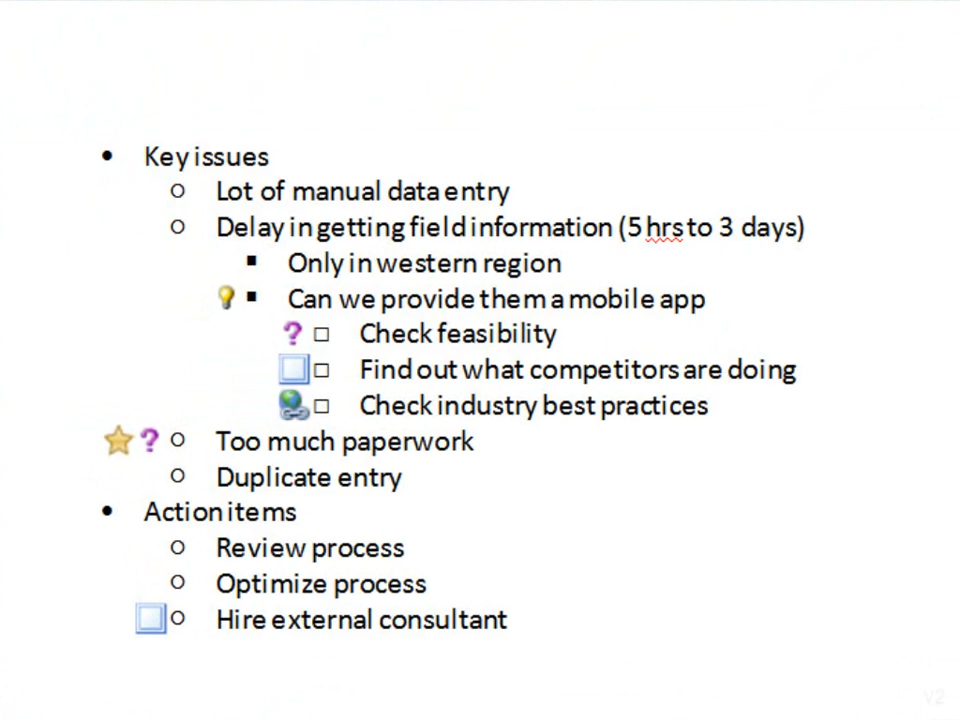 Key issues
Lot of manual data entry
Delay in getting field information (5 hrs to 3 days)
Only in western region
Can we provide them a mobile app
Check feasibility
Find out what competitors are doing
Check industry best practices
Too much paperwork
Duplicate entry
Action items
Review process
Optimize process
Hire external consultant
v2